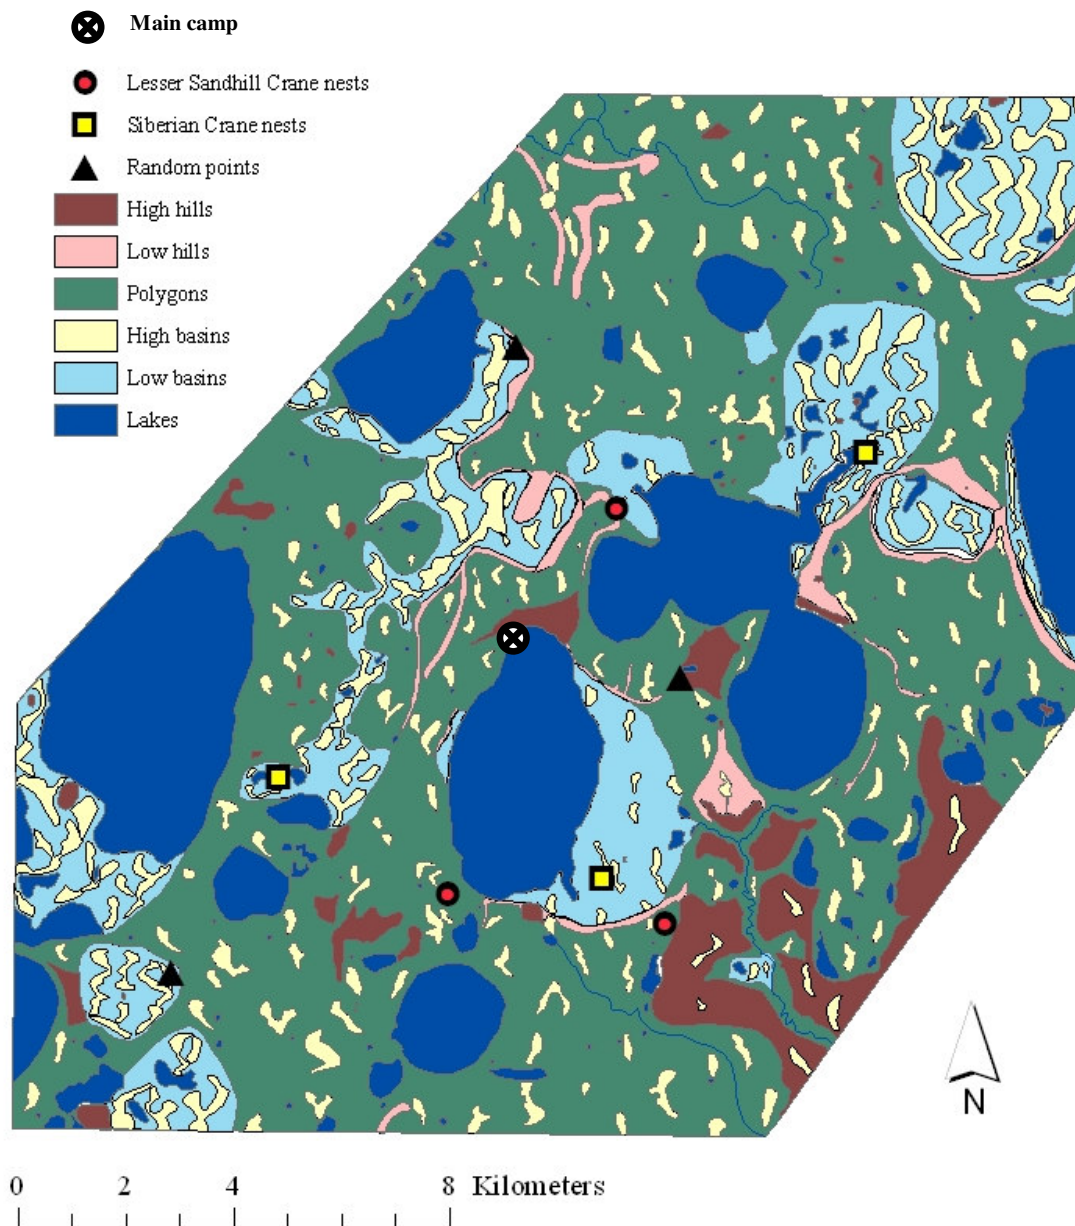 Main camp
Lesser Sandhill Crane nests
Siberian Crane nests
Random points
High hills
Low hills
Polygons
High basins
Low basins
Lakes
N
0 2 4 8 Kilometers